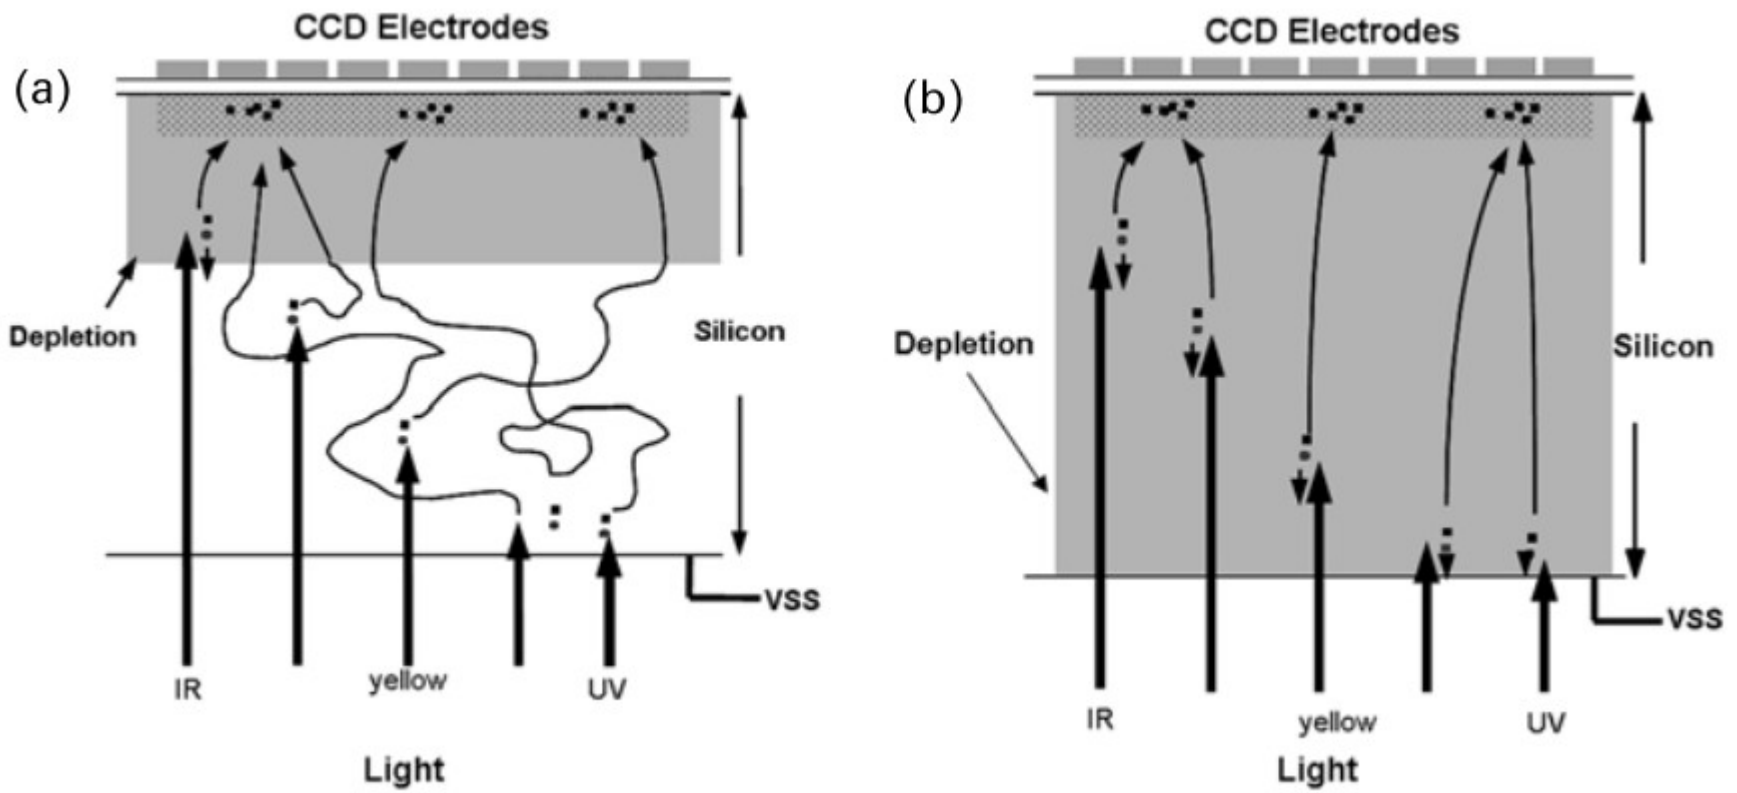 (a)
CCD Electrodes
Depletion
Silicon
VSS
IR
yellow
UV
Light
(b)
CCD Electrodes
Depletion
Silicon
VSS
IR
yellow
UV
Light